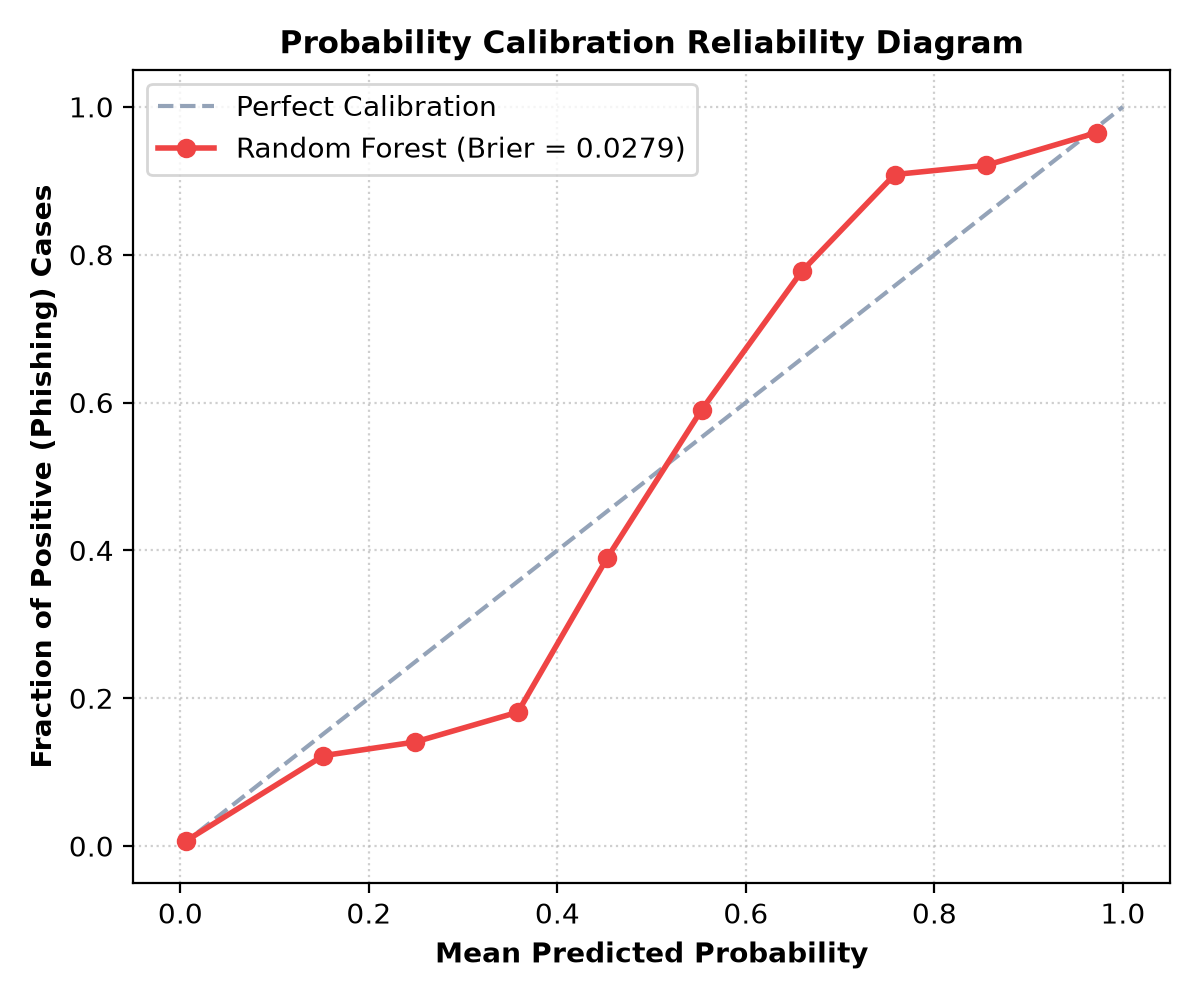 Probability Calibration Reliability Diagram
Perfect Calibration
Random Forest (Brier = 0.0279)
Fraction of Positive (Phishing) Cases
1.0
0.8
0.6
0.4
0.2
0.0
0.0 0.2 0.4 0.6 0.8 1.0
Mean Predicted Probability